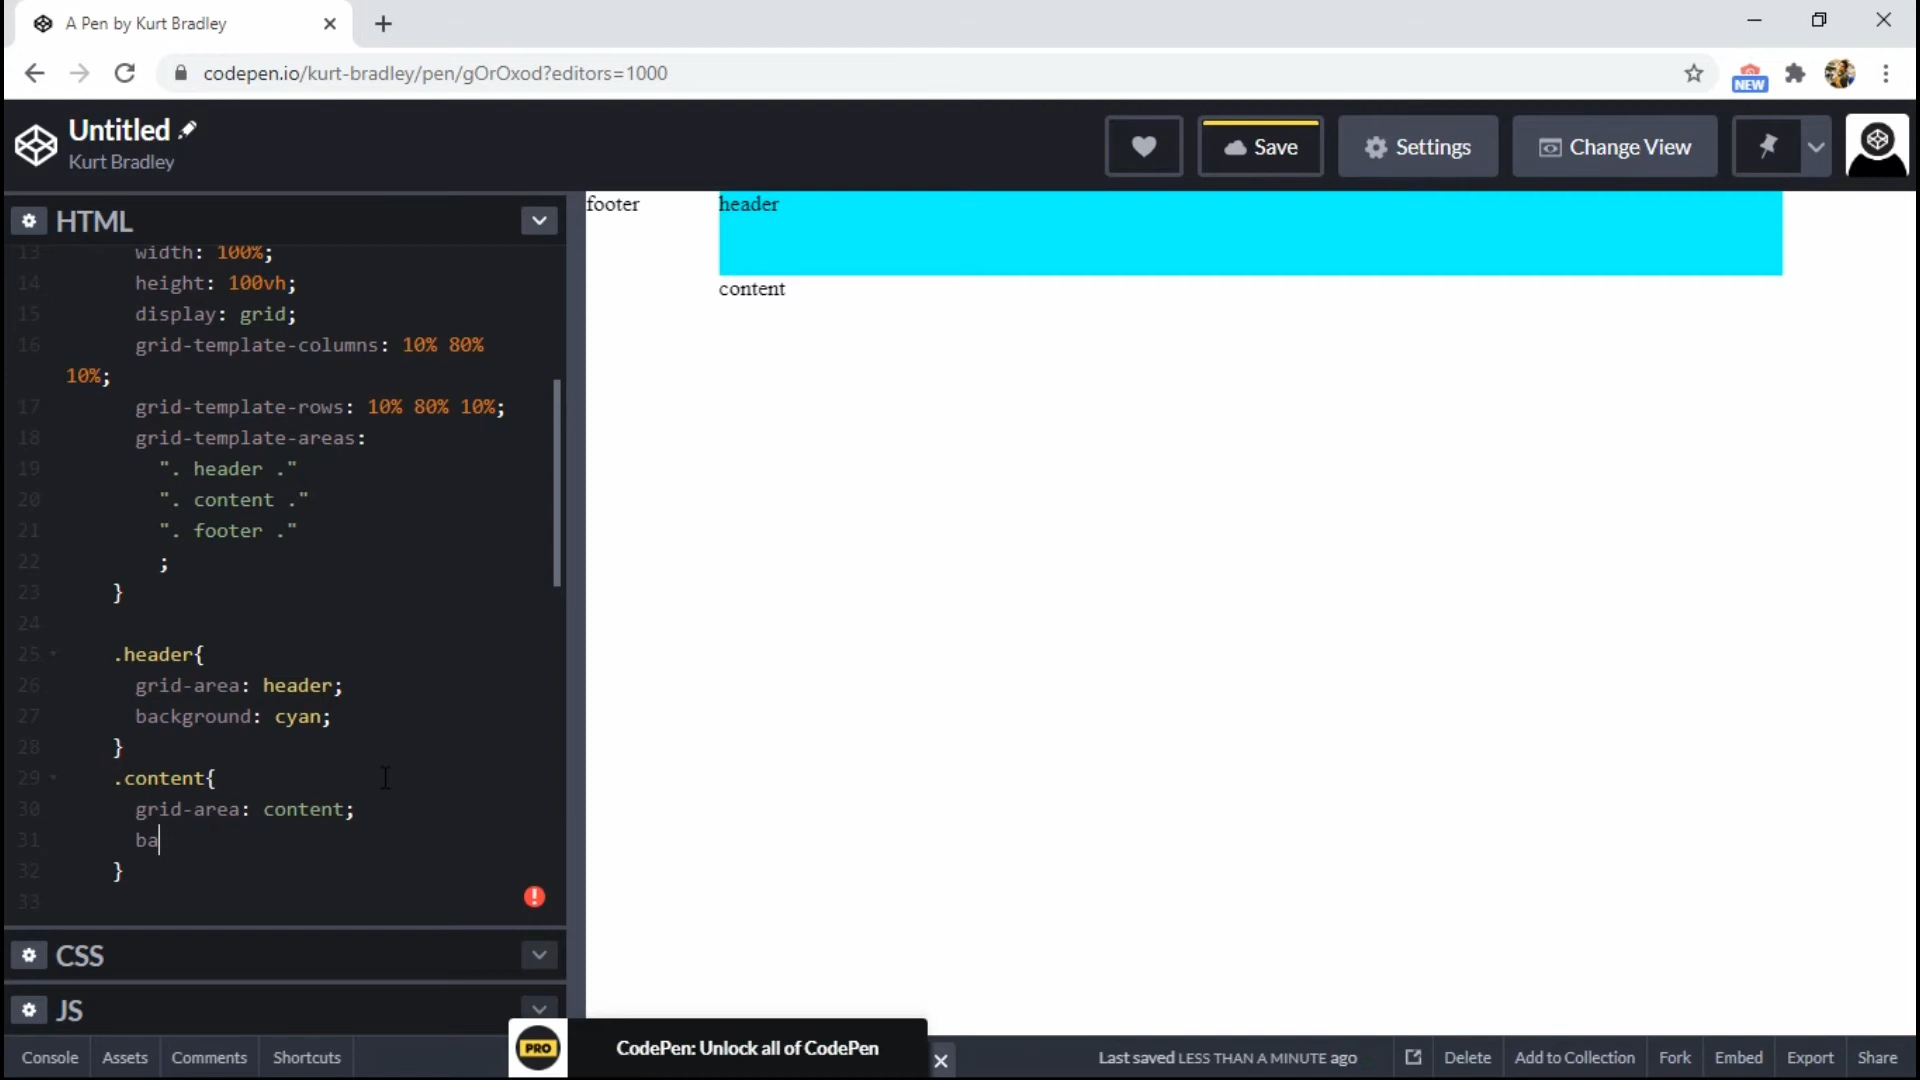 A Pen by Kurt Bradley
codepen.io/kurt-bradley/pen/gOrOxod?editors=1000
NEW
Untitled
Kurt Bradley
Save
Settings
Change View
HTML
13 width: 100%;
14 height: 100vh;
15 display: grid;
16 grid-template-columns: 10% 80%
10%;
17 grid-template-rows: 10% 80% 10%;
18 grid-template-areas:
19 ". header ."
20 ". content ."
21 ". footer ."
22 ;
23 }
24
25 .header{
26 grid-area: header;
27 background: cyan;
28 }
29 .content{
30 grid-area: content;
31 ba
32 }
33
footer
header
content
CSS
JS
PRO
CodePen: Unlock all of CodePen
Console
Assets
Comments
Shortcuts
Last saved LESS THAN A MINUTE ago
Delete
Add to Collection
Fork
Embed
Export
Share